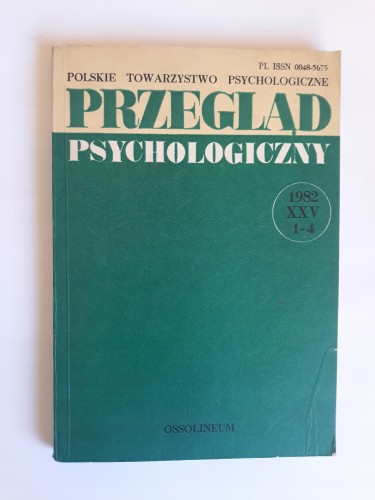 PL ISSN 0048-5675
POLSKIE TOWARZYSTWO PSYCHOLOGICZNE
PRZEGLĄD
PSYCHOLOGICZNY
1982
XXV
1-4
OSSOLINEUM